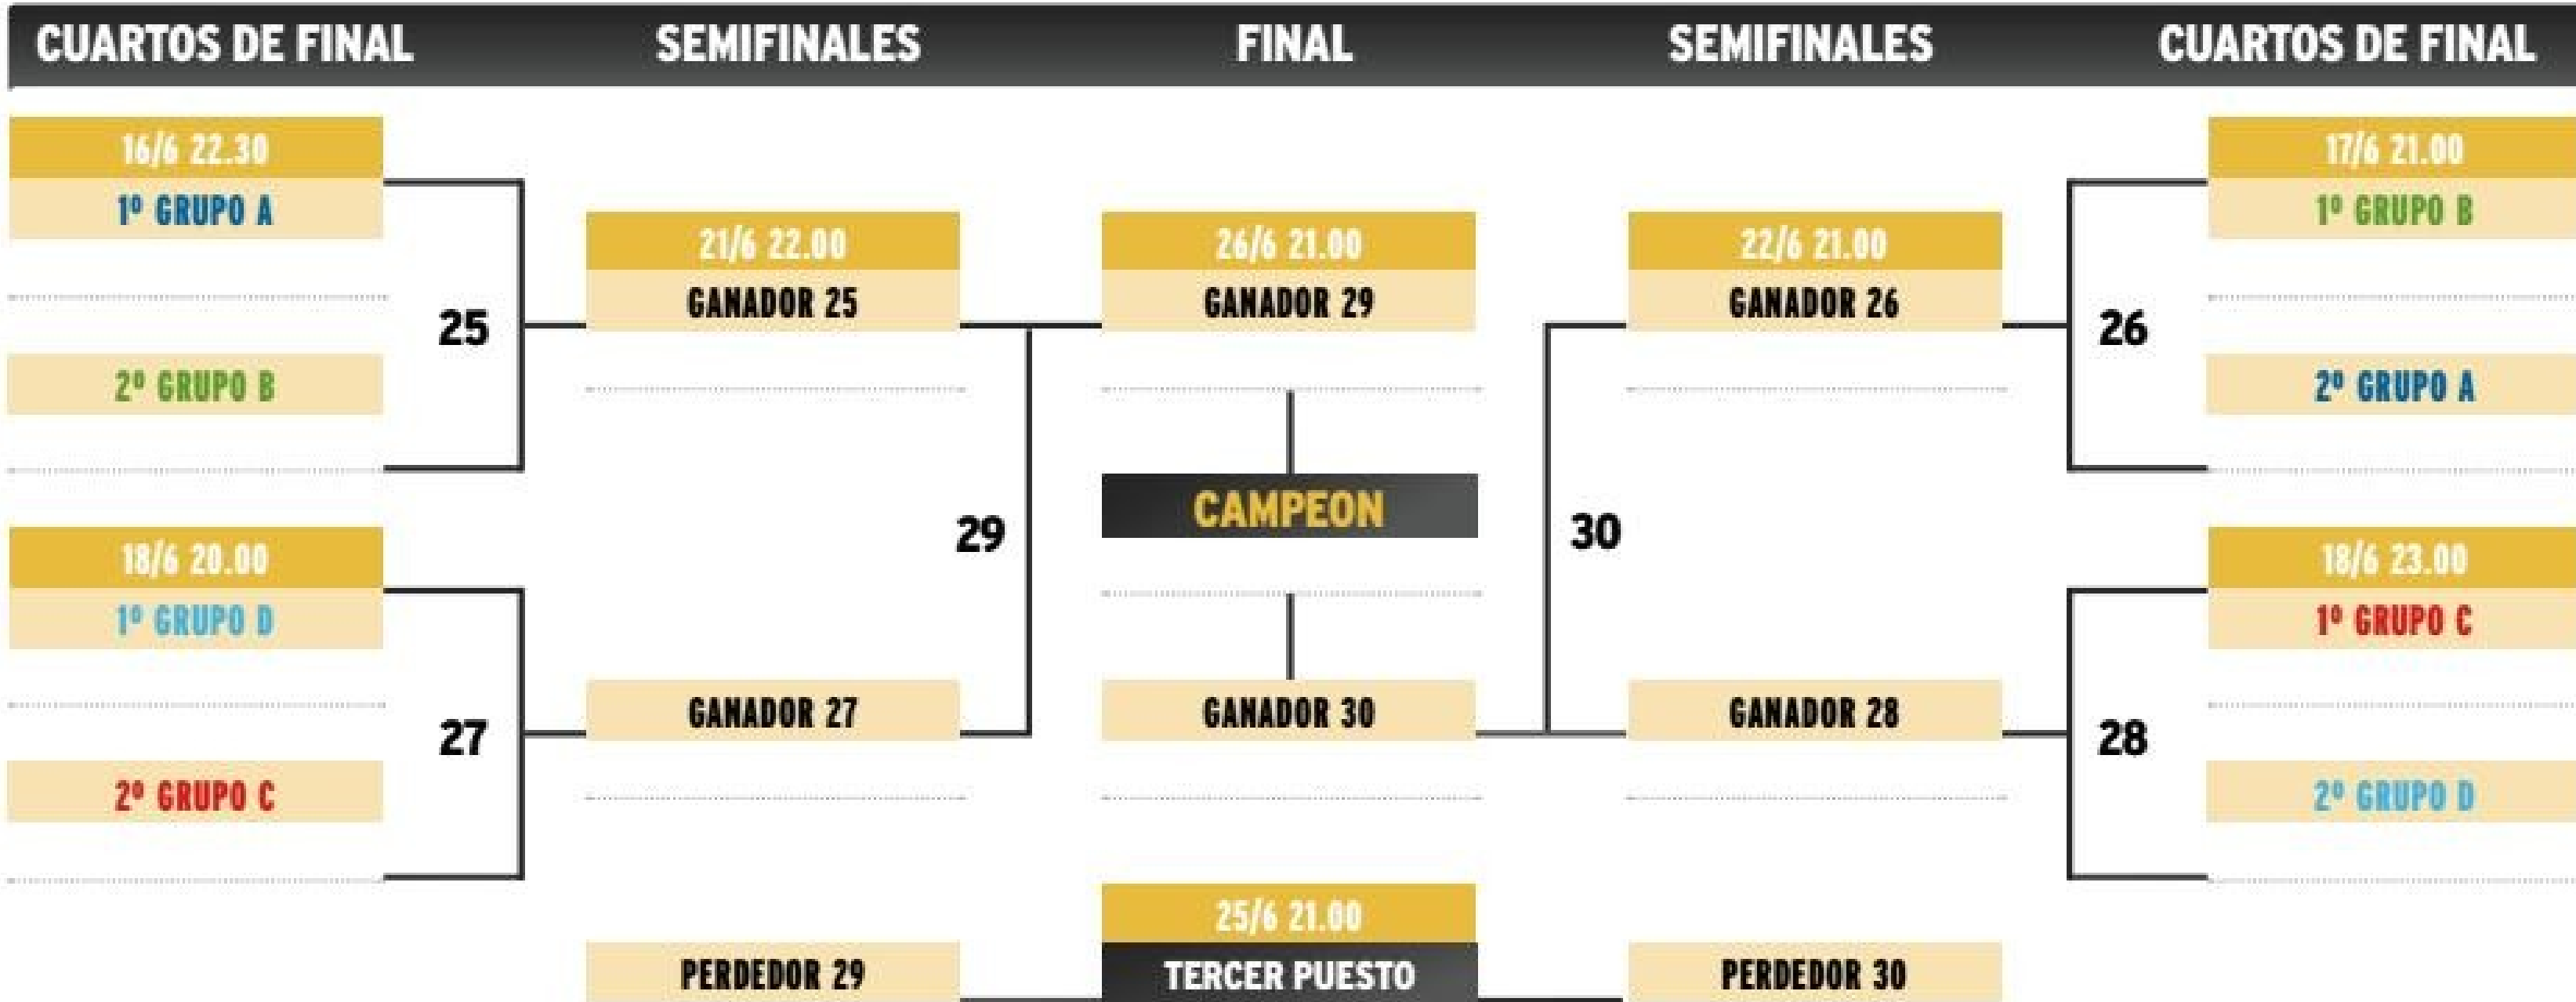 CUARTOS DE FINAL
SEMIFINALES
FINAL
SEMIFINALES
CUARTOS DE FINAL
16/6 22.30
1º GRUPO A
25
2º GRUPO B
18/6 20.00
1º GRUPO D
27
2º GRUPO C
21/6 22.00
GANADOR 25
29
GANADOR 27
PERDEDOR 29
26/6 21.00
GANADOR 29
CAMPEON
GANADOR 30
25/6 21.00
TERCER PUESTO
22/6 21.00
GANADOR 26
30
GANADOR 28
PERDEDOR 30
17/6 21.00
1º GRUPO B
26
2º GRUPO A
18/6 23.00
1º GRUPO C
28
2º GRUPO D